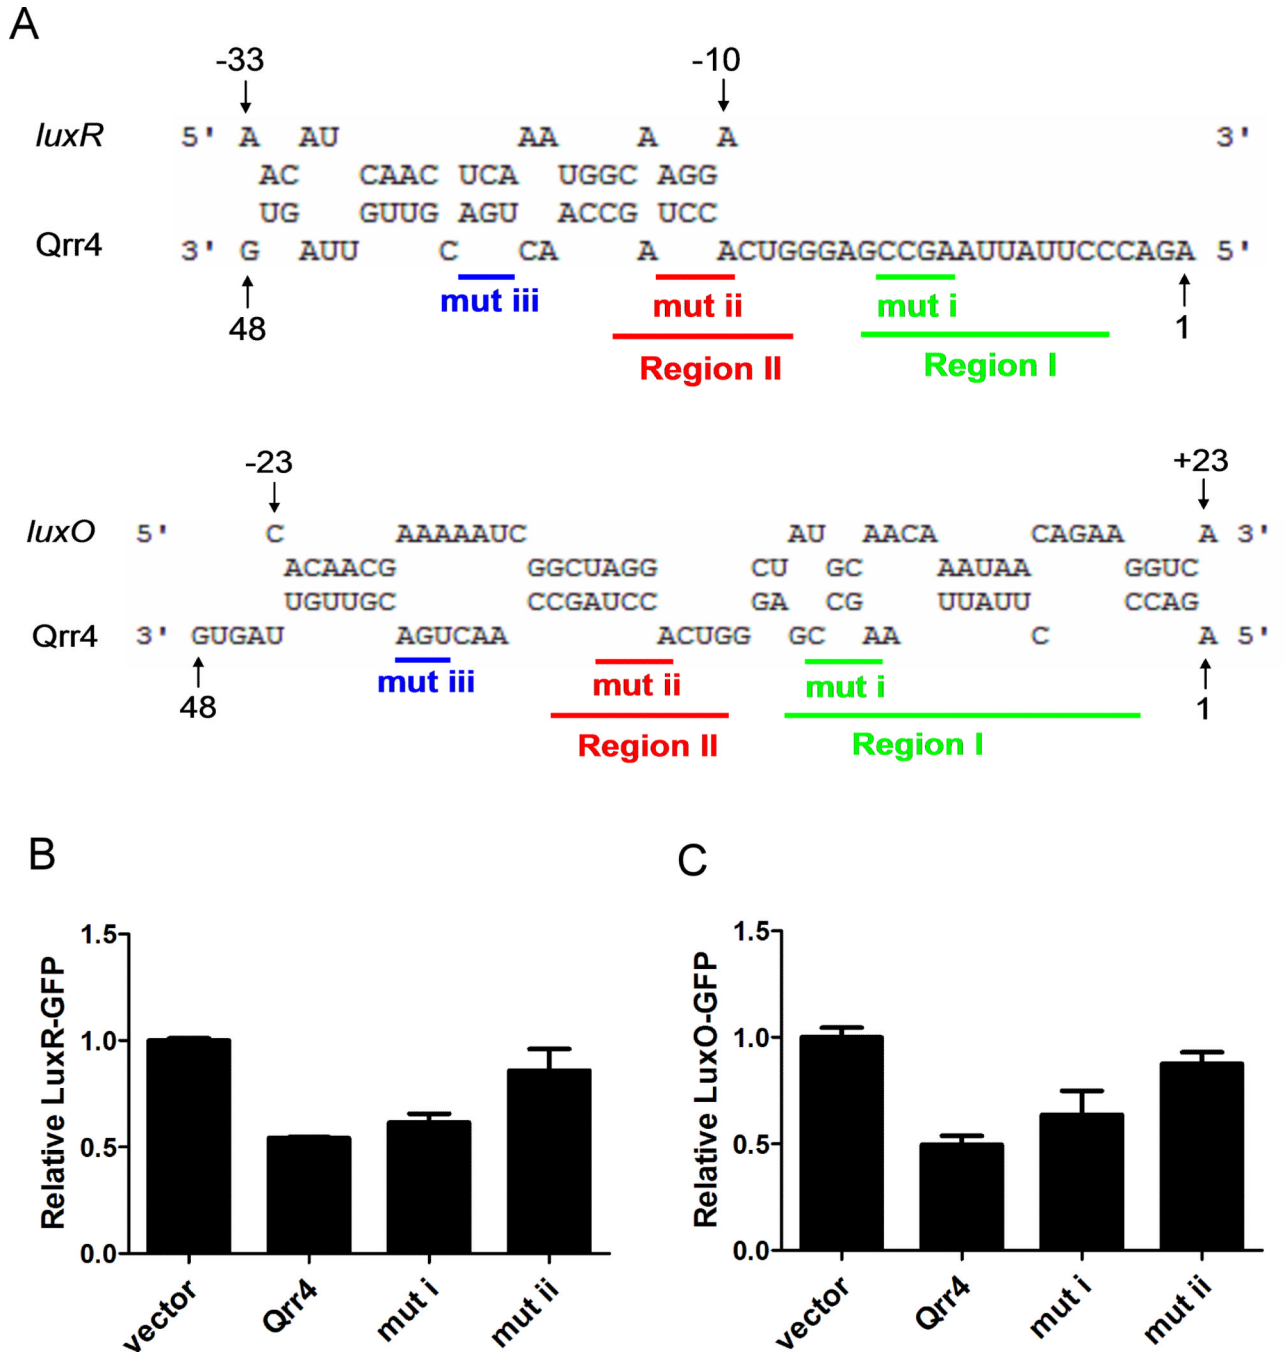 A
-33 -10
luxR 5' A AU AA A A 3'
AC CAAC UCA UGGC AGG
UG GUUG AGU ACCG UCC
Qrr4 3' G AUU C CA A ACUGGGAGCCGAAUUAUUCCCAGA 5'
mut iii mut ii mut i
48 1
Region II Region I
-23 +23
luxO 5' C AAAAAUC AU AACA CAGAA A 3'
ACAACG GGCUAGG CU GC AAUAA GGUC
UGUUGC CCGAUCC GA CG UUAUU CCAG
Qrr4 3' GUGAU AGUCAA ACUGG GC AA C A 5'
mut iii mut ii mut i
48 1
Region II Region I
B
Relative LuxR-GFP
1.5
1.0
0.5
0.0
vector Qrr4 mut i mut ii
C
Relative LuxO-GFP
1.5
1.0
0.5
0.0
vector Qrr4 mut i mut ii